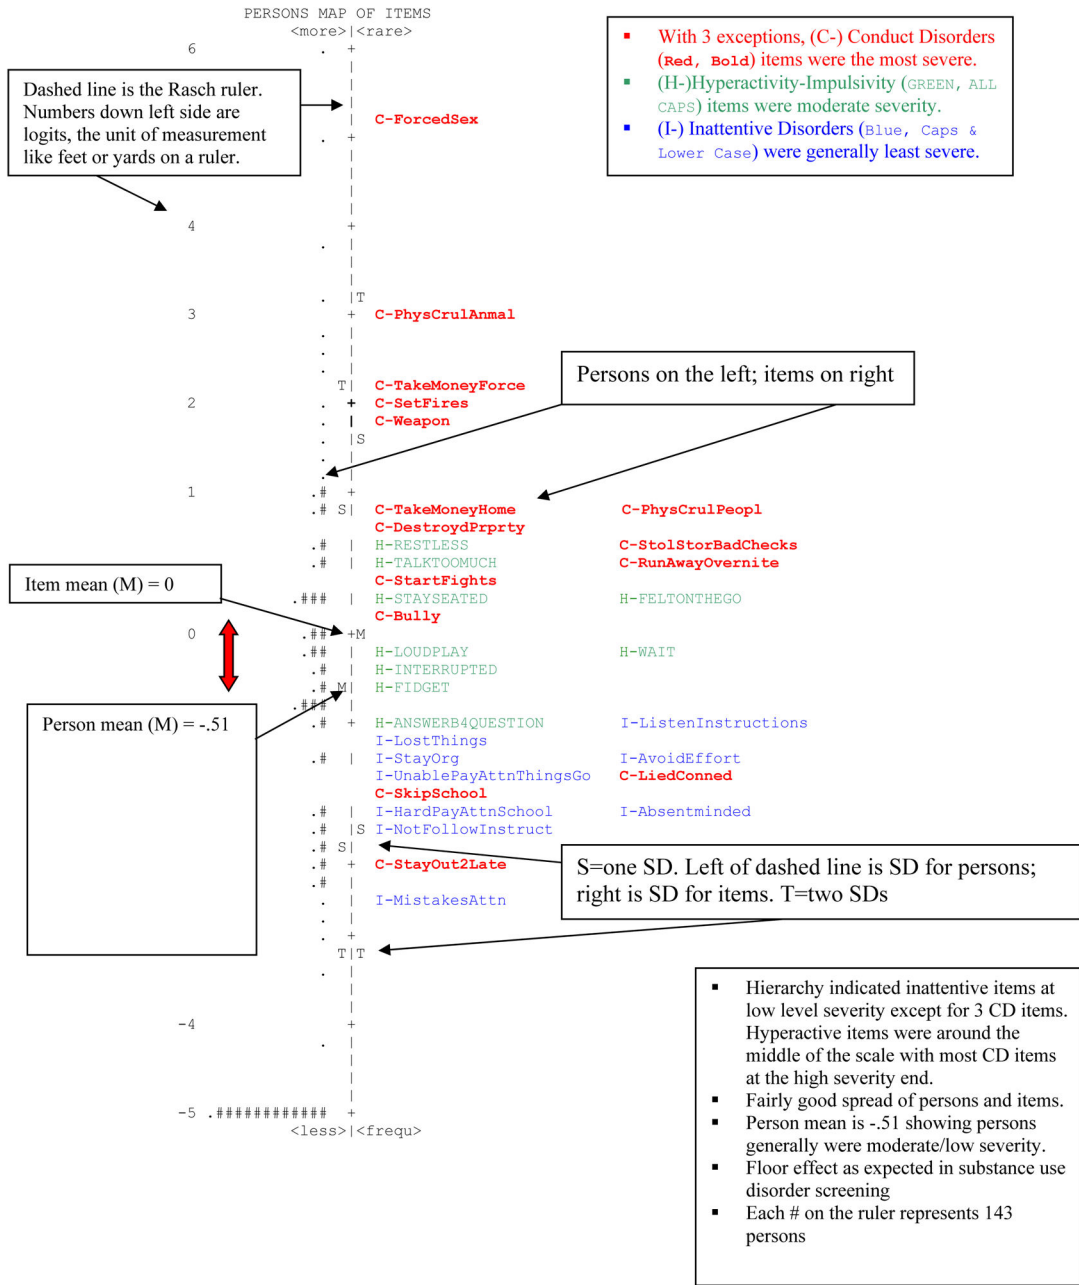 PERSONS MAP OF ITEMS
<more>|<rare>
6 . +
|
▪ With 3 exceptions, (C-) Conduct Disorders
(Red, Bold) items were the most severe.
▪ (H-)Hyperactivity-Impulsivity (GREEN, ALL
CAPS) items were moderate severity.
▪ (I-) Inattentive Disorders (Blue, Caps &
Lower Case) were generally least severe.
Dashed line is the Rasch ruler.
Numbers down left side are
logits, the unit of measurement
like feet or yards on a ruler.
|
|
| C-ForcedSex
. +
|
|
|
|
4 +
. |
|
|
. |T
3 + C-PhysCrulAnmal
. |
. |
. |
T| C-TakeMoneyForce
2 . + C-SetFires
. | C-Weapon
. |S
. |
. |
Persons on the left; items on right
1 .# +
.# S| C-TakeMoneyHome C-PhysCrulPeopl
C-DestroydPrprty
.# | H-RESTLESS C-StolStorBadChecks
.# | H-TALKTOOMUCH C-RunAwayOvernite
C-StartFights
.### | H-STAYSEATED H-FELTONTHEGO
C-Bully
Item mean (M) = 0
0 .## +M
.## | H-LOUDPLAY H-WAIT
.# | H-INTERRUPTED
.# M| H-FIDGET
.### |
Person mean (M) = -.51
.# + H-ANSWERB4QUESTION I-ListenInstructions
I-LostThings
.# | I-StayOrg I-AvoidEffort
I-UnablePayAttnThingsGo C-LiedConned
C-SkipSchool
.# | I-HardPayAttnSchool I-Absentminded
.# |S I-NotFollowInstruct
.# S|
.# + C-StayOut2Late
.# |
. | I-MistakesAttn
. |
. +
T|T
. |
|
|
S=one SD. Left of dashed line is SD for persons;
right is SD for items. T=two SDs
-4 +
. |
|
|
|
-5 .############ +
<less>|<frequ>
▪ Hierarchy indicated inattentive items at
low level severity except for 3 CD items.
Hyperactive items were around the
middle of the scale with most CD items
at the high severity end.
▪ Fairly good spread of persons and items.
▪ Person mean is -.51 showing persons
generally were moderate/low severity.
▪ Floor effect as expected in substance use
disorder screening
▪ Each # on the ruler represents 143
persons